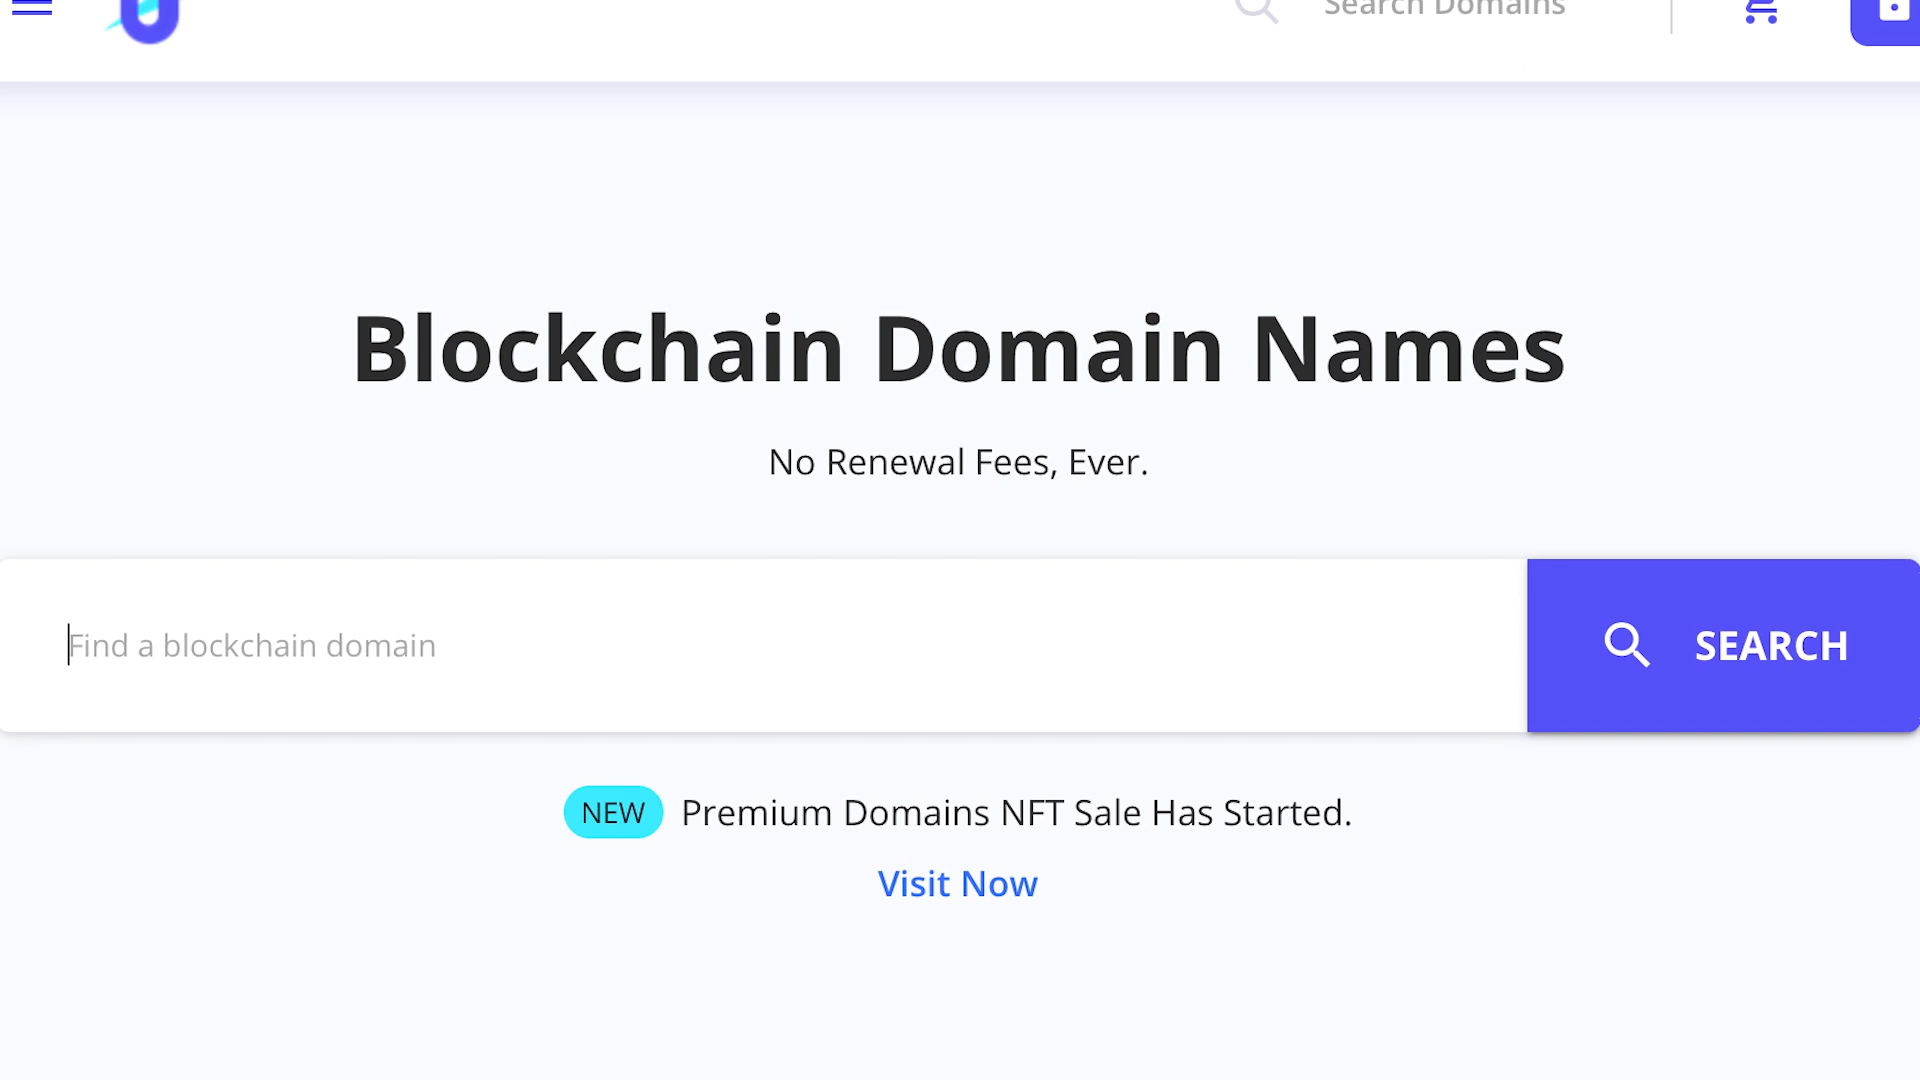 Search Domains
Blockchain Domain Names
No Renewal Fees, Ever.
Find a blockchain domain
SEARCH
NEW Premium Domains NFT Sale Has Started.
Visit Now